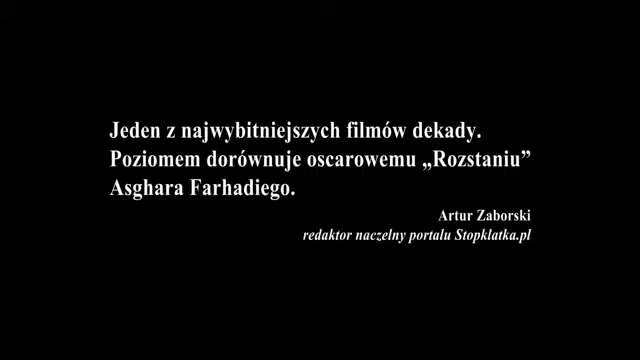 Jeden z najwybitniejszych filmów dekady.
Poziomem dorównuje oscarowemu „Rozstaniu”
Asghara Farhadiego.
Artur Zaborski
redaktor naczelny portalu Stopklatka.pl